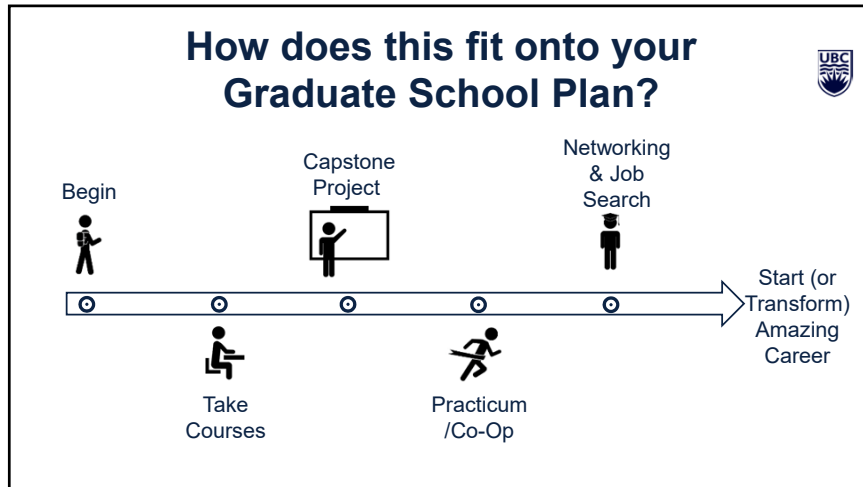 How does this fit onto your
Graduate School Plan?
UBC
Begin
Capstone
Project
Networking
& Job
Search
Start (or
Transform)
Amazing
Career
Take
Courses
Practicum
/Co-Op